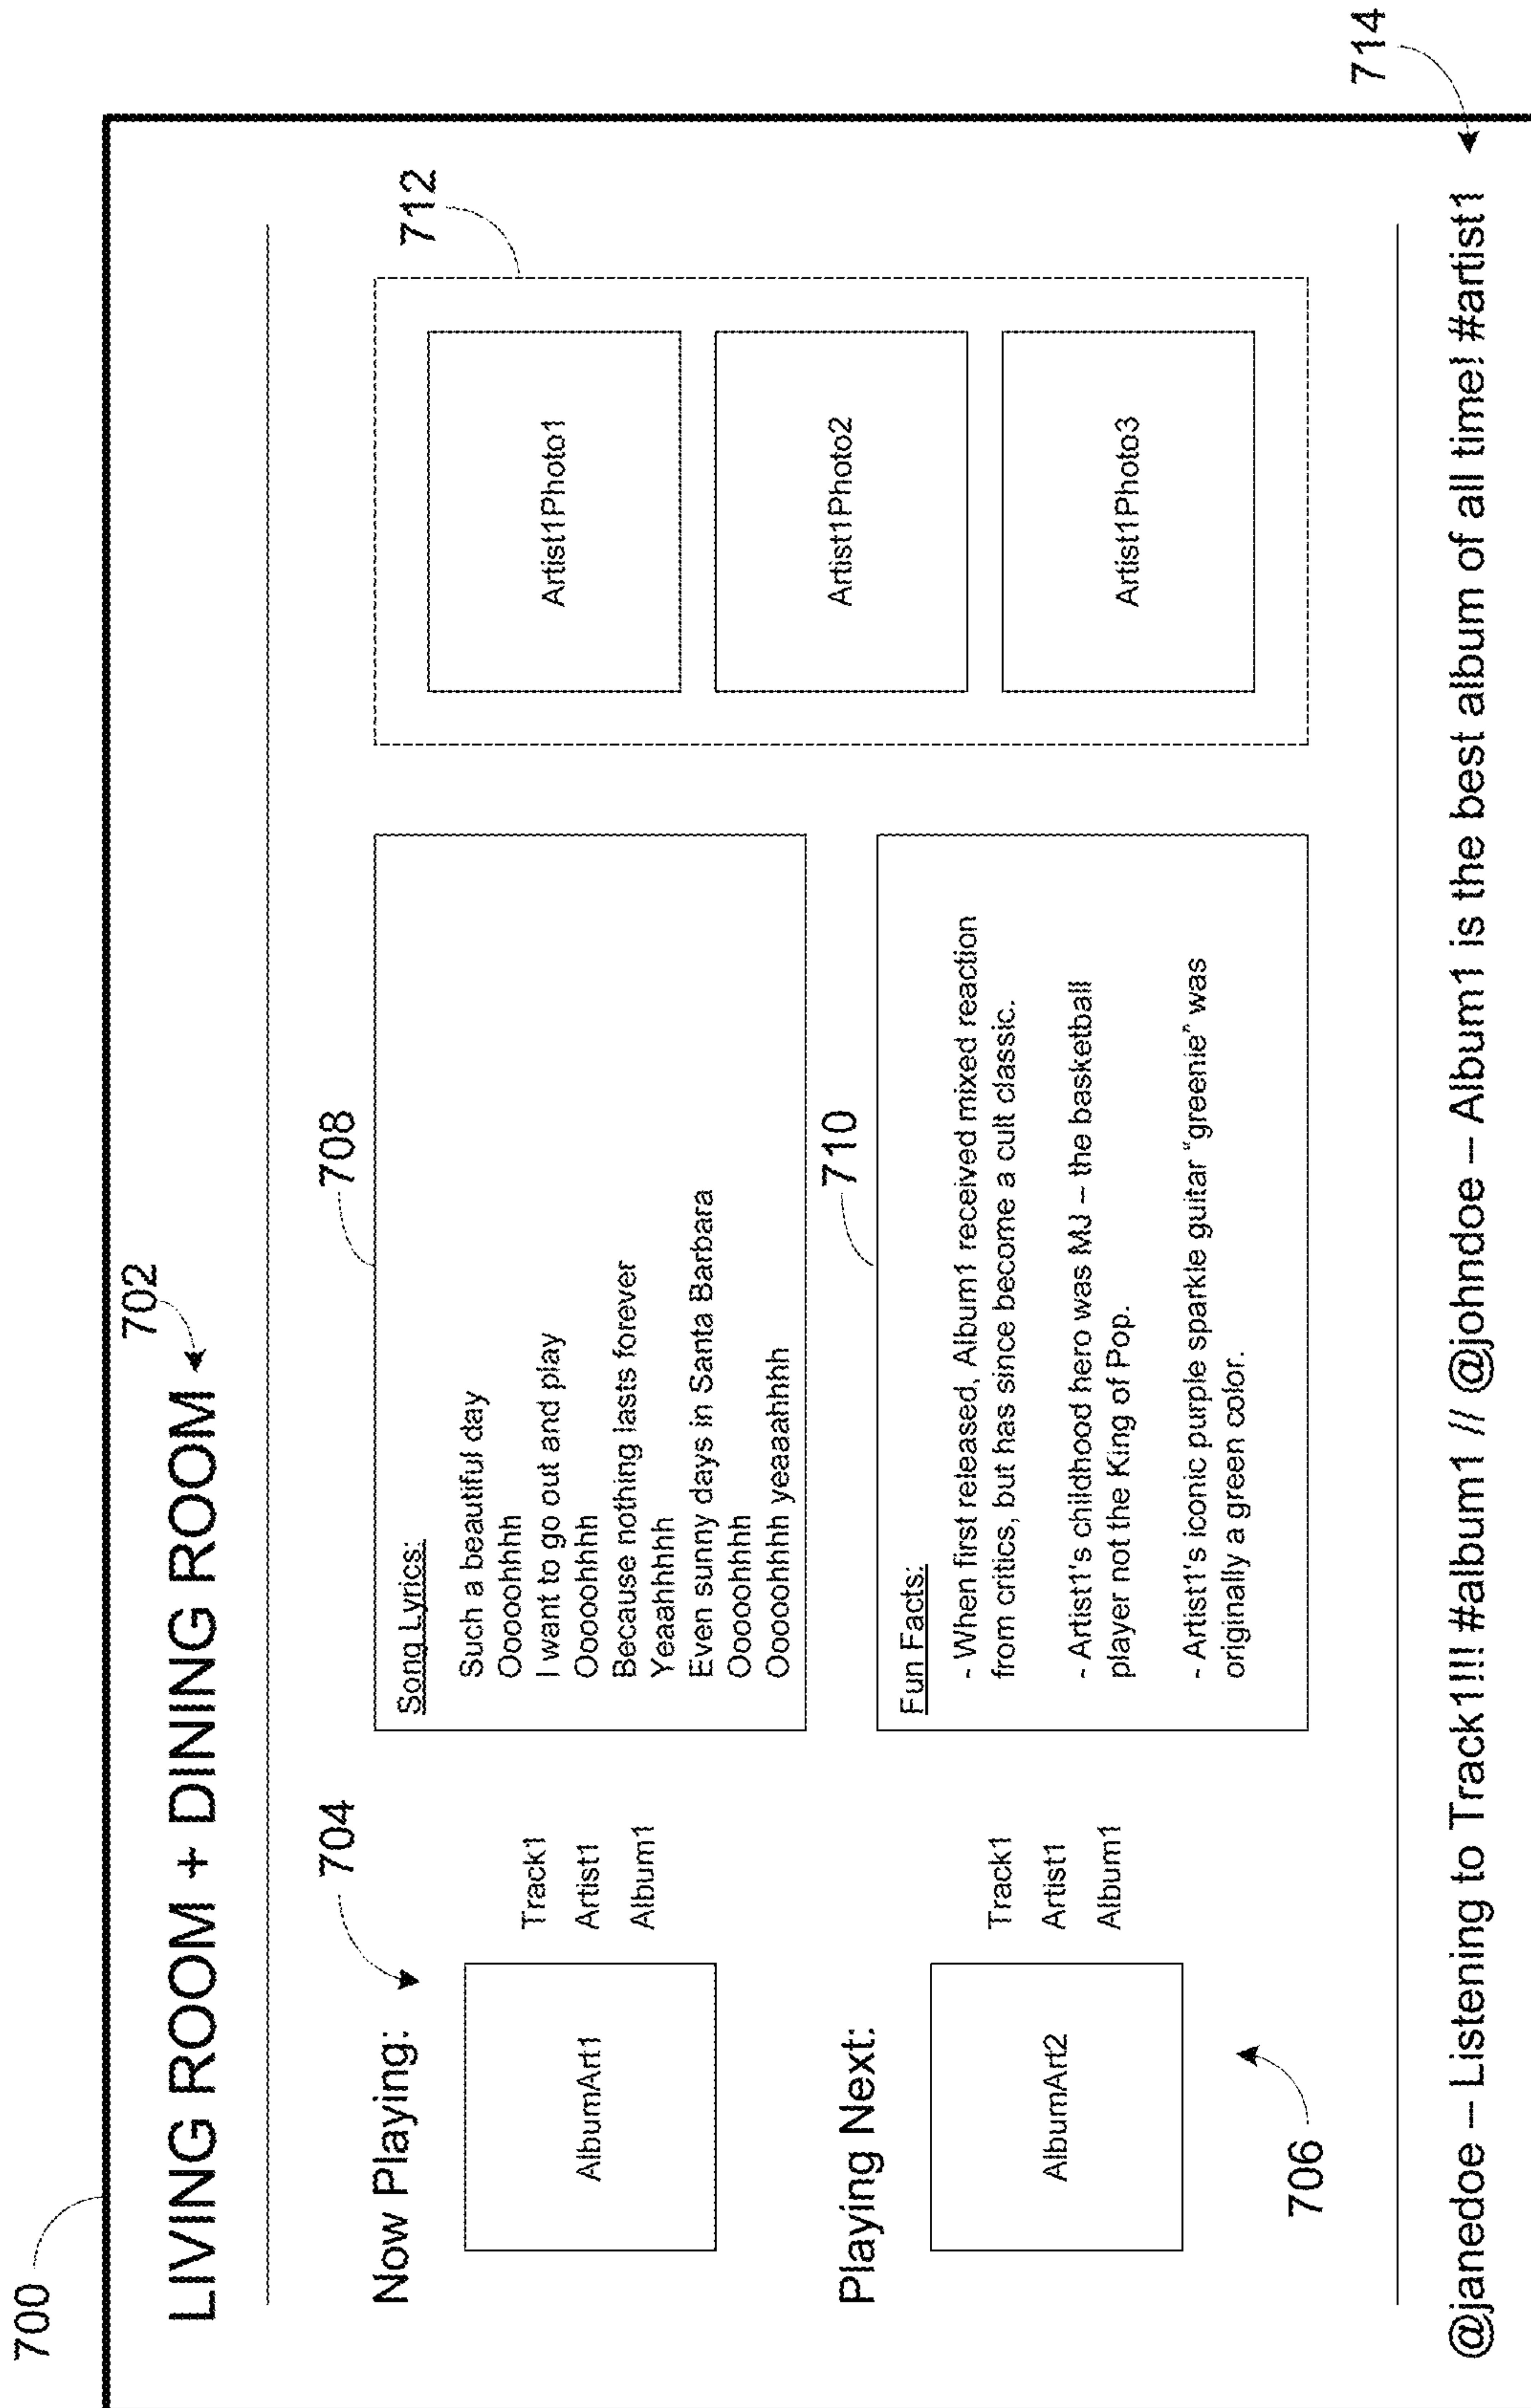 700
702
LIVING ROOM + DINING ROOM
704
Now Playing:
AlbumArt1
Track1
Artist1
Album1
Playing Next:
AlbumArt2
Track1
Artist1
Album1
706
708
Song Lyrics:
Such a beautiful day
Ooooohhhh
I want to go out and play
Ooooohhhh
Because nothing lasts forever
Yeaahhhhh
Even sunny days in Santa Barbara
Ooooohhhh
Ooooohhhh yeaaahhhh
710
Fun Facts:
- When first released, Album1 received mixed reaction
from critics, but has since become a cult classic.
- Artist1's childhood hero was MJ – the basketball
player not the King of Pop.
- Artist1's iconic purple sparkle guitar “greenie” was
originally a green color.
712
Artist1Photo1
Artist1Photo2
Artist1Photo3
714
@janedoe – Listening to Track1!!! #album1 // @johndoe – Album1 is the best album of all time! #artist1